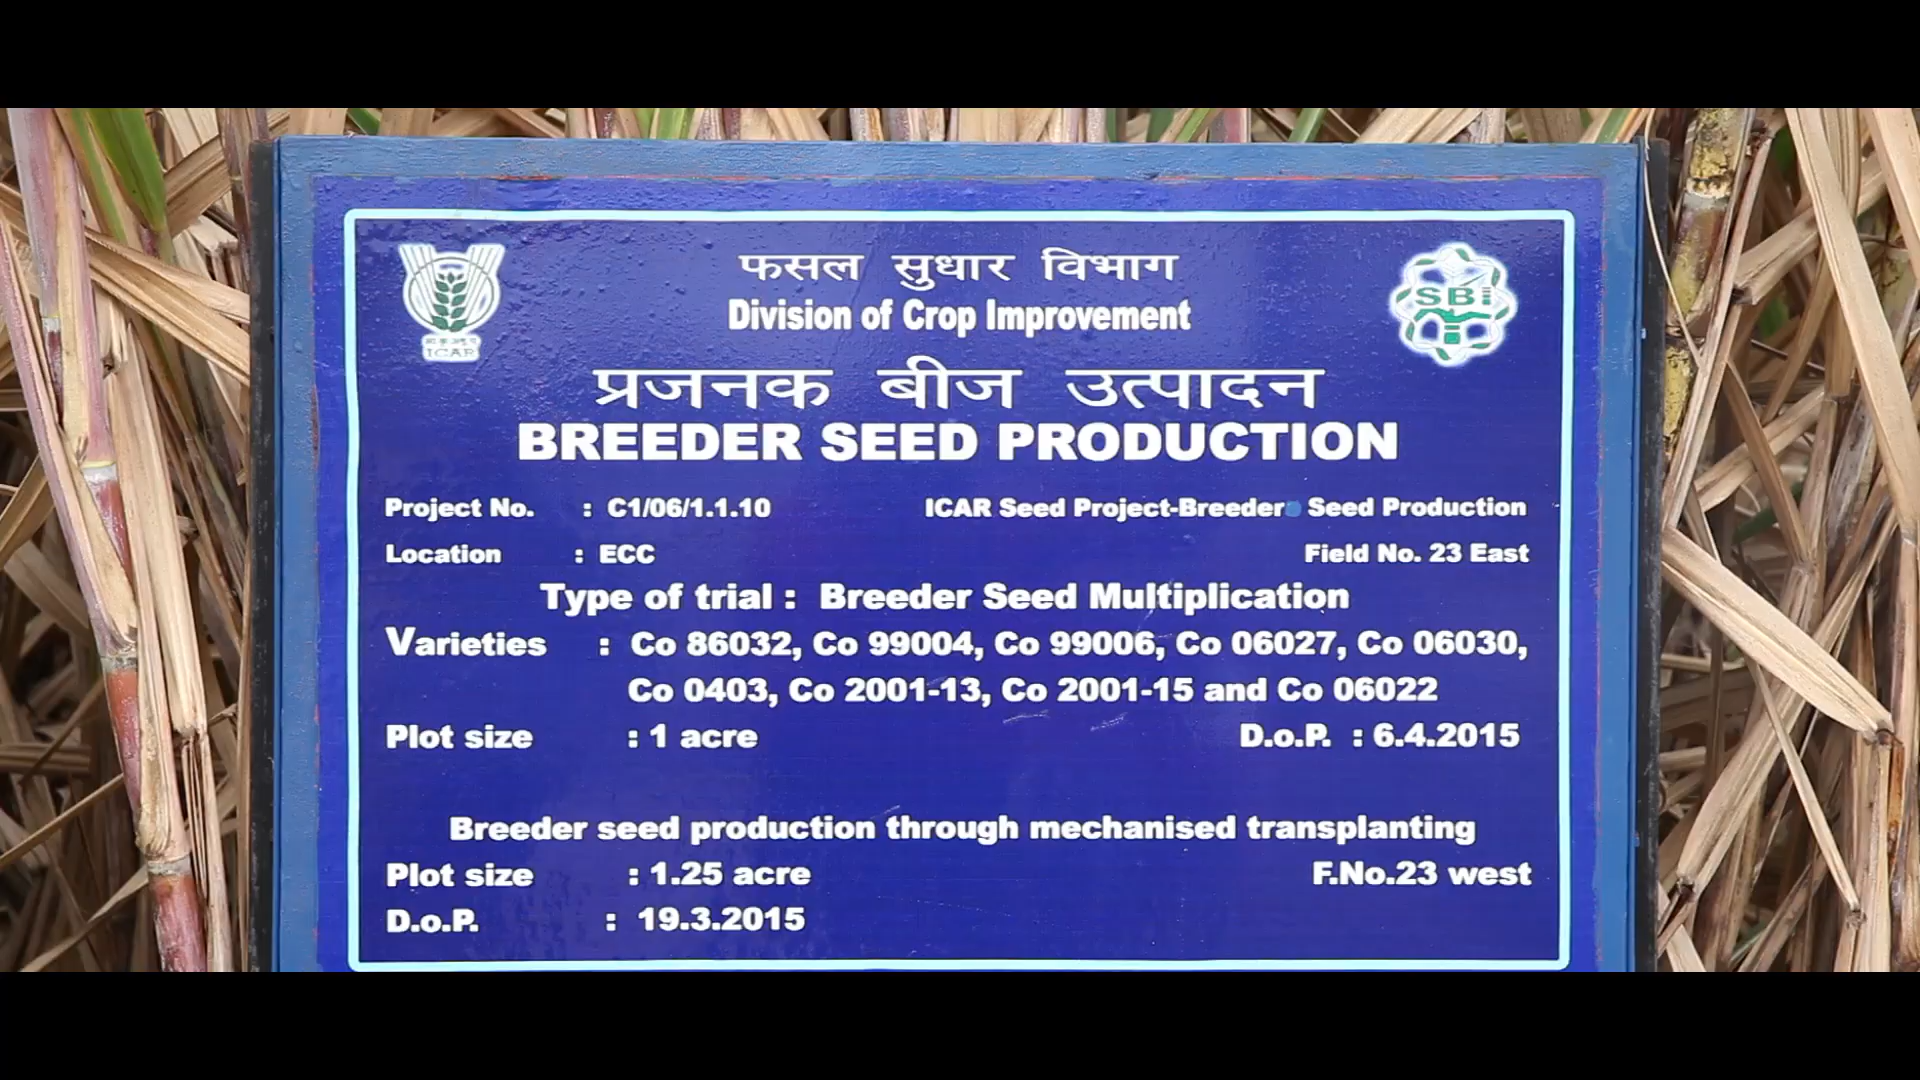 फसल सुधार विभाग
Division of Crop Improvement
प्रजनक बीज उत्पादन
BREEDER SEED PRODUCTION
Project No. : C1/06/1.1.10 ICAR Seed Project-Breeder Seed Production
Location : ECC Field No. 23 East
Type of trial : Breeder Seed Multiplication
Varieties : Co 86032, Co 99004, Co 99006, Co 06027, Co 06030,
Co 0403, Co 2001-13, Co 2001-15 and Co 06022
Plot size : 1 acre D.o.P. : 6.4.2015
Breeder seed production through mechanised transplanting
Plot size : 1.25 acre F.No.23 west
D.o.P. : 19.3.2015
ICAR
SBi